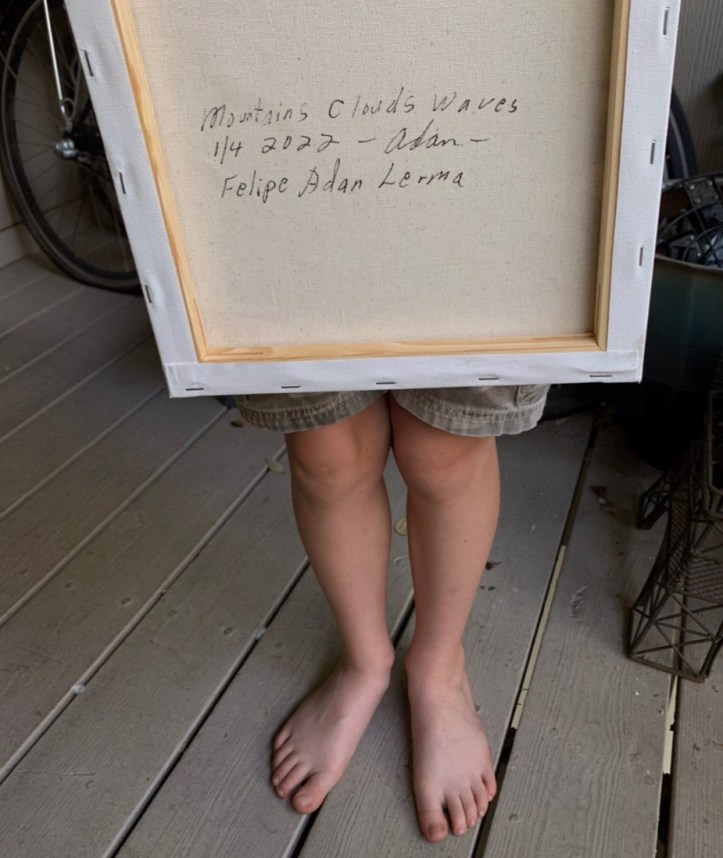 Mountains Clouds Waves
1/4 2022 - Adan -
Felipe Adan Lerma